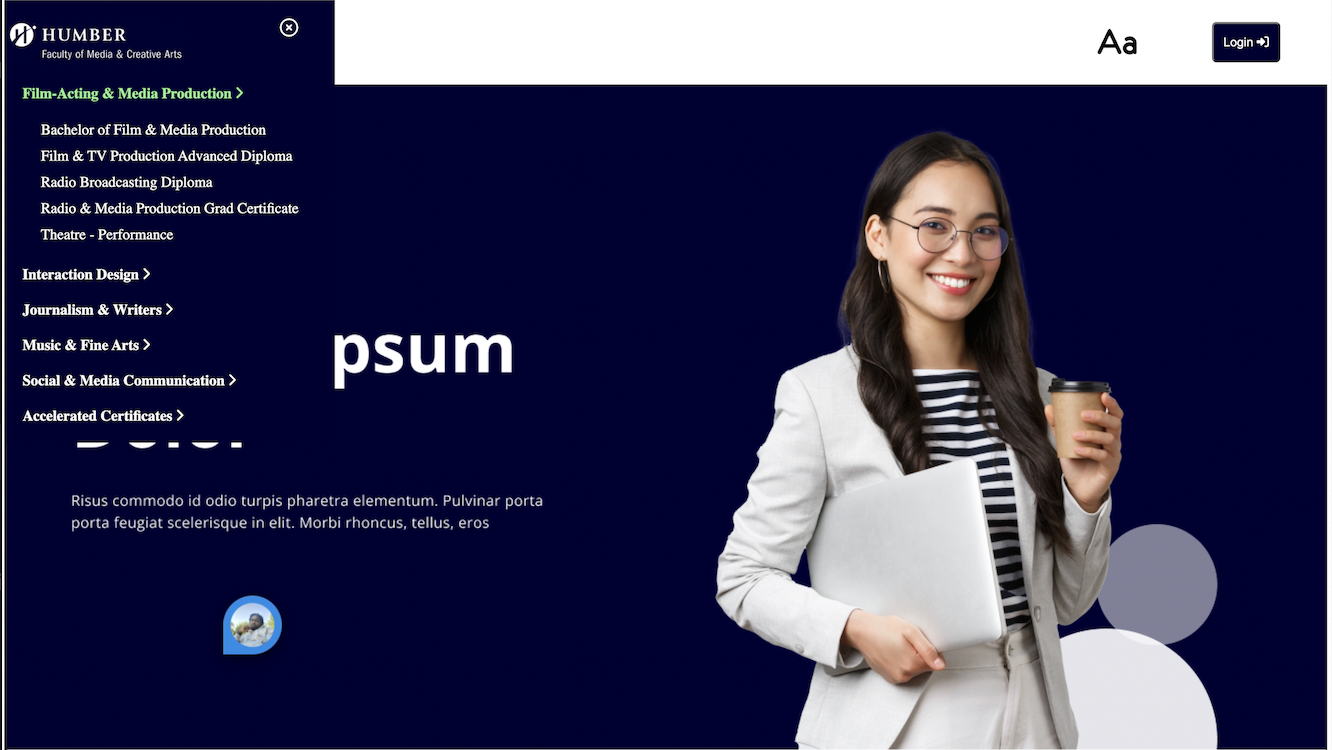 HUMBER
Faculty of Media & Creative Arts
Aa
Login
Film-Acting & Media Production
Bachelor of Film & Media Production
Film & TV Production Advanced Diploma
Radio Broadcasting Diploma
Radio & Media Production Grad Certificate
Theatre - Performance
Interaction Design
Journalism & Writers
Music & Fine Arts
psum
Social & Media Communication
Accelerated Certificates
Risus commodo id odio turpis pharetra elementum. Pulvinar porta
porta feugiat scelerisque in elit. Morbi rhoncus, tellus, eros